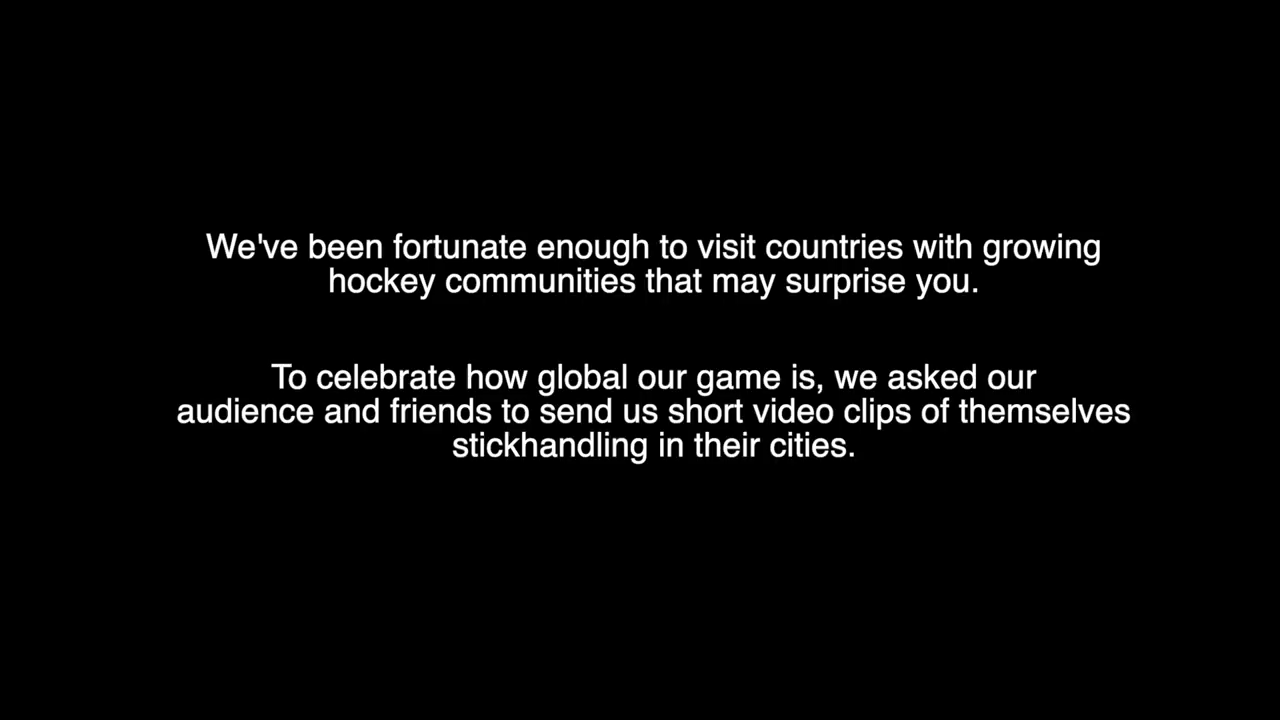 We've been fortunate enough to visit countries with growing
hockey communities that may surprise you.
To celebrate how global our game is, we asked our
audience and friends to send us short video clips of themselves
stickhandling in their cities.